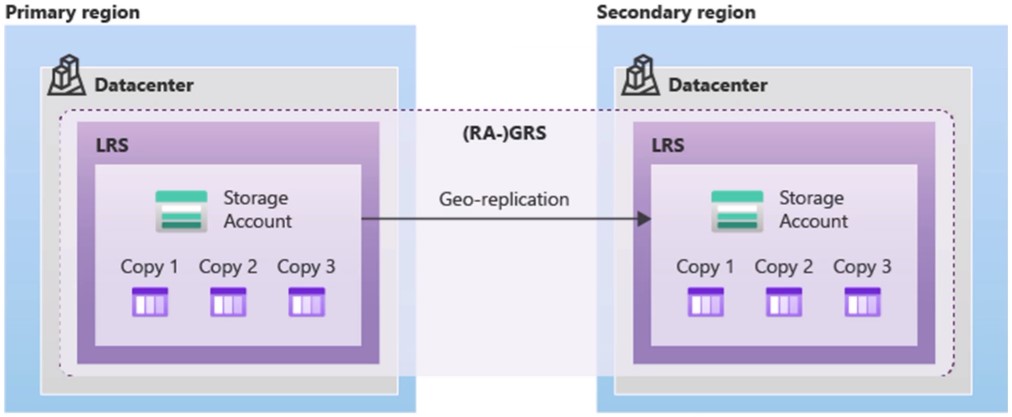 Primary region
Secondary region
Datacenter
Datacenter
(RA-)GRS
LRS
LRS
Storage
Account
Geo-replication
Storage
Account
Copy 1 Copy 2 Copy 3
Copy 1 Copy 2 Copy 3